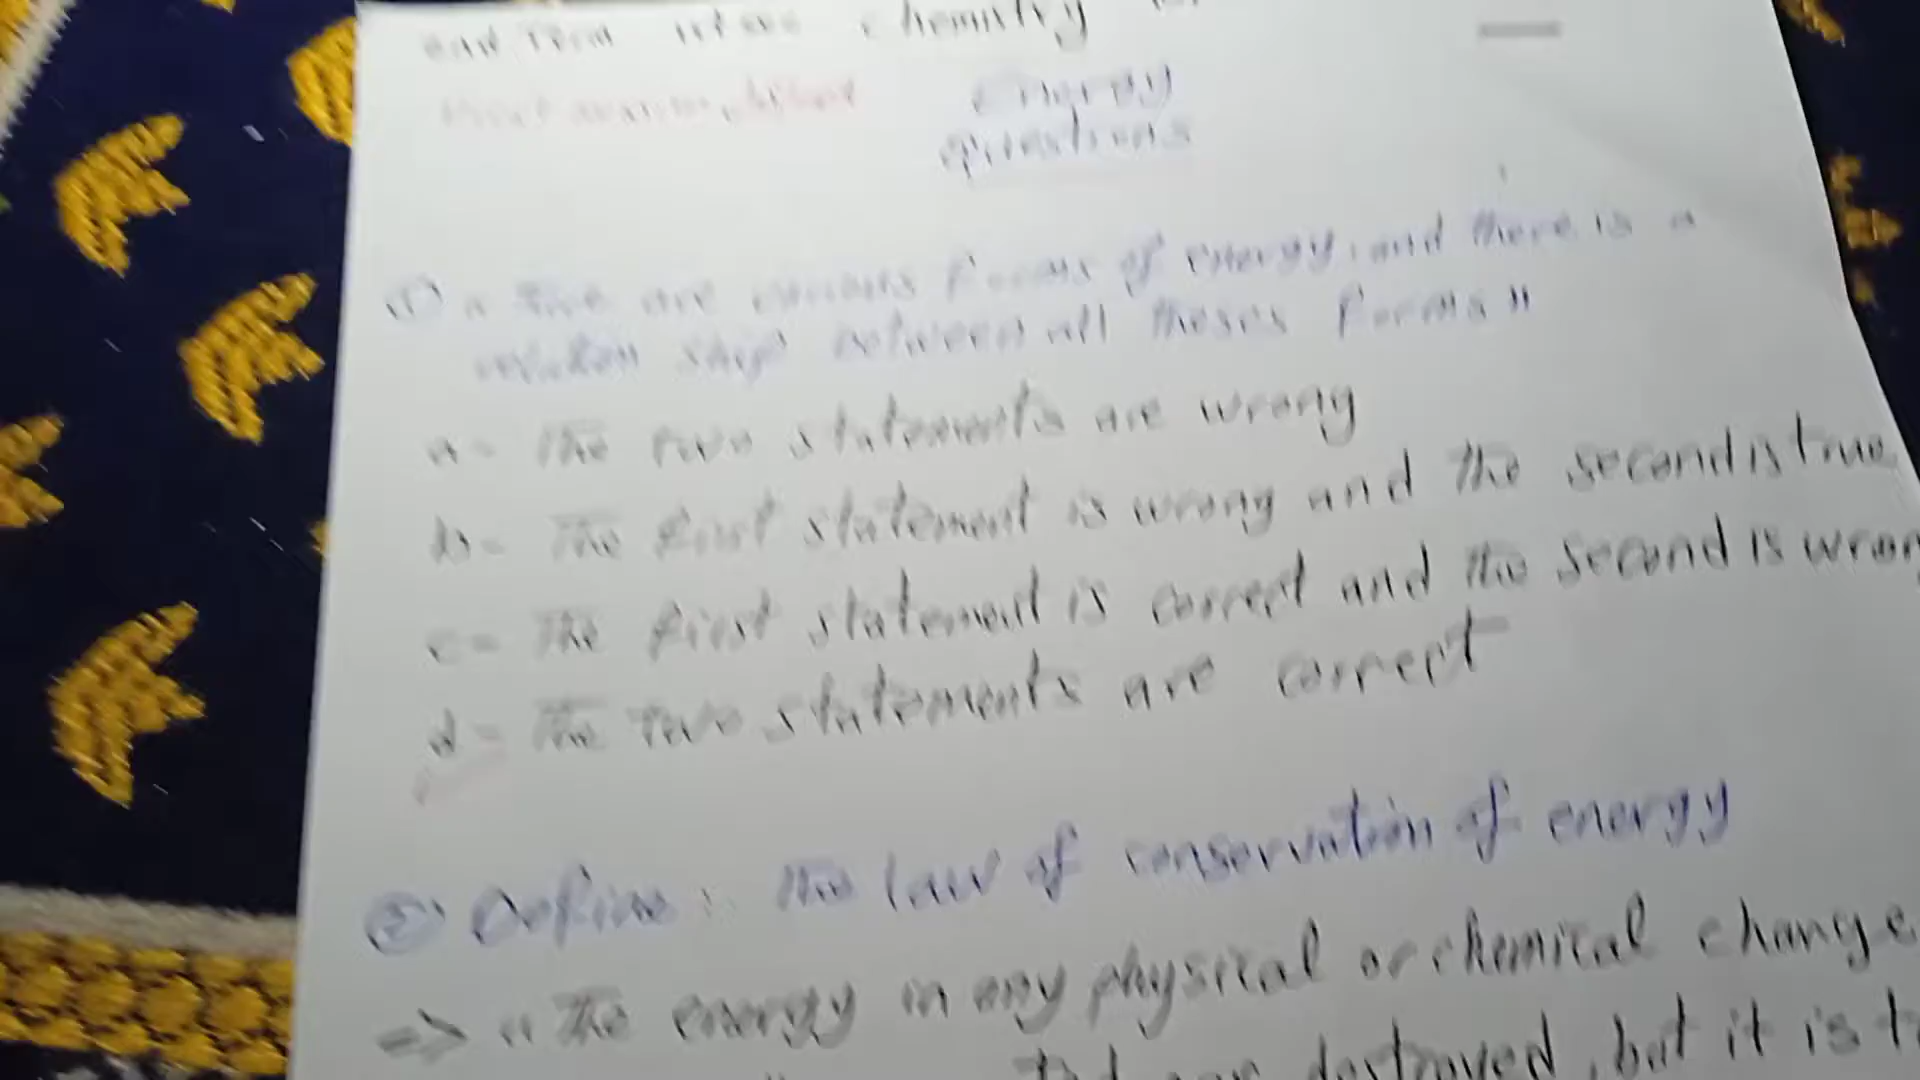 chemistry
Energy
questions
① " There are various Forms of energy, and there is a
relation ship between all theses Forms "
a- The two statements are wrong
b- The first statement is wrong and the second is true
c- The first statement is correct and the second is wrong
d- The two statements are correct
② Define: The law of conservation of energy
=> " The energy in any physical or chemical change
destroyed, but it is